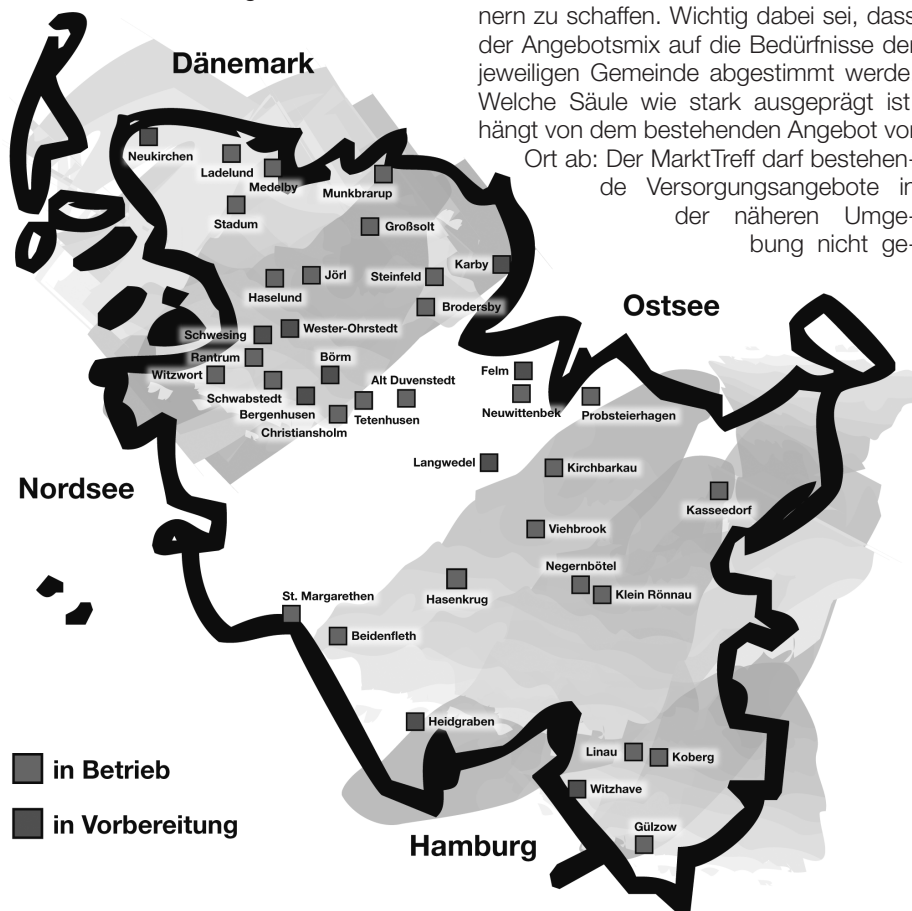 nern zu schaffen. Wichtig dabei sei, dass
der Angebotsmix auf die Bedürfnisse der
jeweiligen Gemeinde abgestimmt werde.
Welche Säule wie stark ausgeprägt ist,
hängt von dem bestehenden Angebot vor
Ort ab: Der MarktTreff darf bestehen-
de Versorgungsangebote in
der näheren Umge-
bung nicht ge-
Dänemark
Neukirchen
Ladelund
Medelby
Munkbrarup
Stadum
Großsolt
Karby
Jörl
Steinfeld
Haselund
Brodersby
Ostsee
Schwesing
Wester-Ohrstedt
Rantrum
Börm
Witzwort
Alt Duvenstedt
Felm
Schwabstedt
Bergenhusen
Tetenhusen
Neuwittenbek
Probsteierhagen
Christiansholm
Langwedel
Kirchbarkau
Nordsee
Kasseedorf
Viehbrook
Negernbötel
St. Margarethen
Hasenkrug
Klein Rönnau
Beidenfleth
Heidgraben
Linau
Koberg
in Betrieb
Witzhave
in Vorbereitung
Gülzow
Hamburg